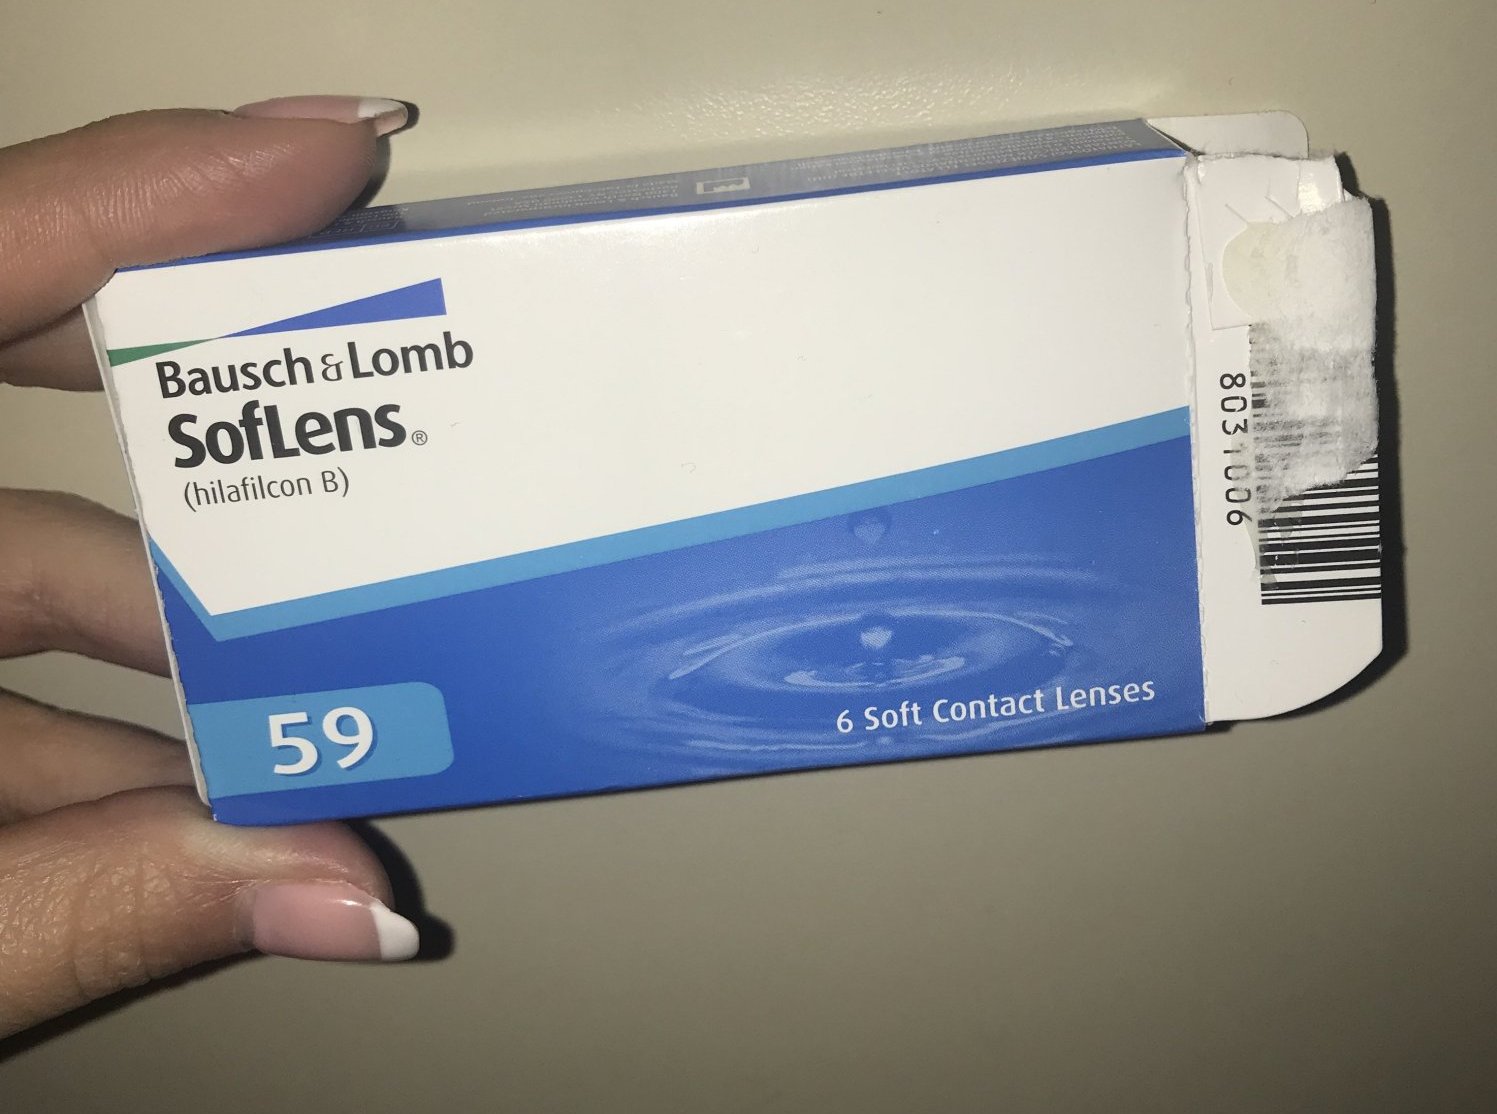 Bausch & Lomb
SofLens®
(hilafilcon B)
59
6 Soft Contact Lenses
8031006